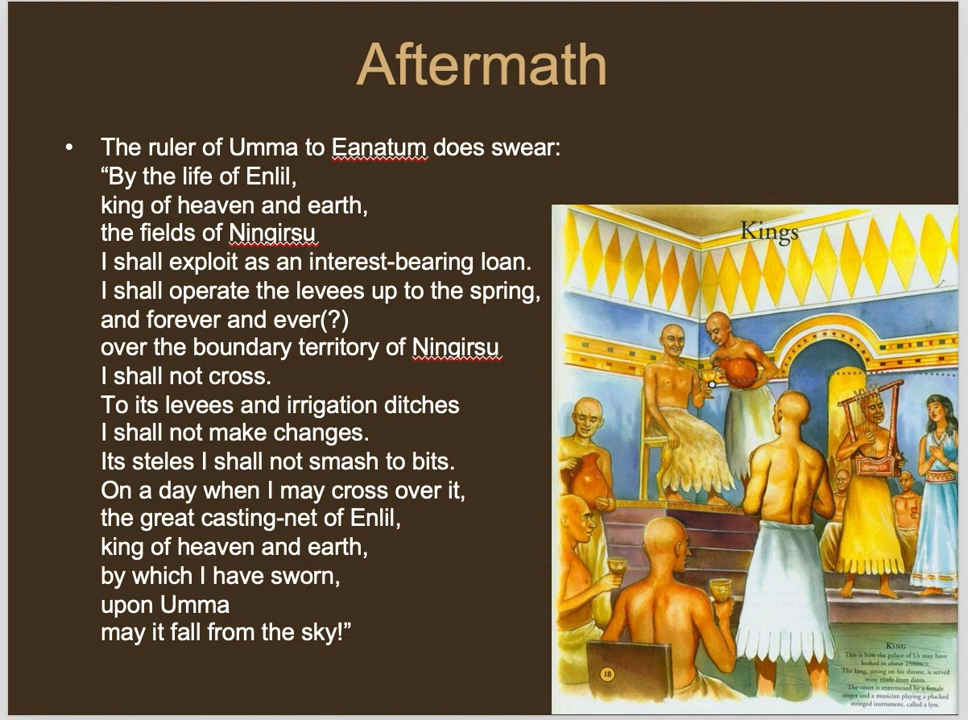 Aftermath
• The ruler of Umma to Eanatum does swear:
“By the life of Enlil,
king of heaven and earth,
the fields of Ningirsu
I shall exploit as an interest-bearing loan.
I shall operate the levees up to the spring,
and forever and ever(?)
over the boundary territory of Ningirsu
I shall not cross.
To its levees and irrigation ditches
I shall not make changes.
Its steles I shall not smash to bits.
On a day when I may cross over it,
the great casting-net of Enlil,
king of heaven and earth,
by which I have sworn,
upon Umma
may it fall from the sky!”
Kings
18
KING
This is how the palace of Ur may have
looked in about 2500BCE.
The king, sitting on his throne, is served
wine made from dates.
The court is entertained by a female
singer and a musician playing a plucked
stringed instrument, called a lyre.